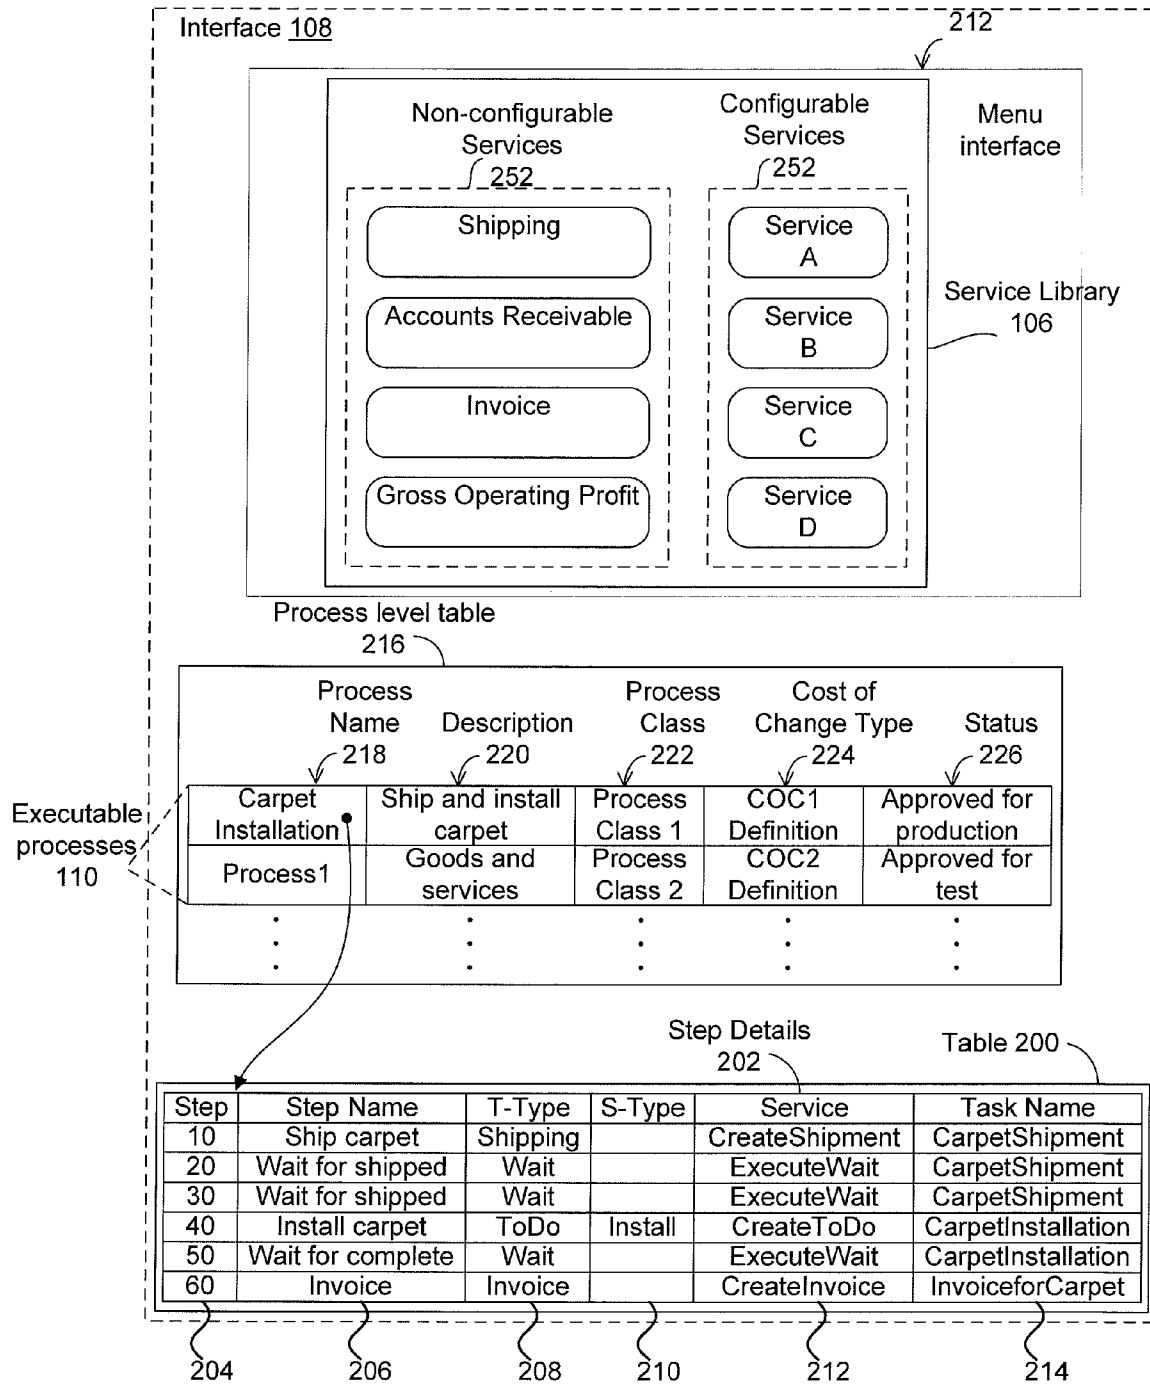 Interface 108
212
Non-configurable
Services
252
Configurable
Services
252
Menu
interface
Shipping
Accounts Receivable
Invoice
Gross Operating Profit
Service
A
Service
B
Service
C
Service
D
Service Library
106
Process level table
216
Process
Name
218
Description
220
Process
Class
222
Cost of
Change Type
224
Status
226
Executable
processes
110
Carpet
Installation
Ship and install
carpet
Process
Class 1
COC1
Definition
Approved for
production
Process1
Goods and
services
Process
Class 2
COC2
Definition
Approved for
test
Step Details
202
Table 200
Step Step Name T-Type S-Type Service Task Name
10 Ship carpet Shipping CreateShipment CarpetShipment
20 Wait for shipped Wait ExecuteWait CarpetShipment
30 Wait for shipped Wait ExecuteWait CarpetShipment
40 Install carpet ToDo Install CreateToDo CarpetInstallation
50 Wait for complete Wait ExecuteWait CarpetInstallation
60 Invoice Invoice CreateInvoice InvoiceforCarpet
204 206 208 210 212 214